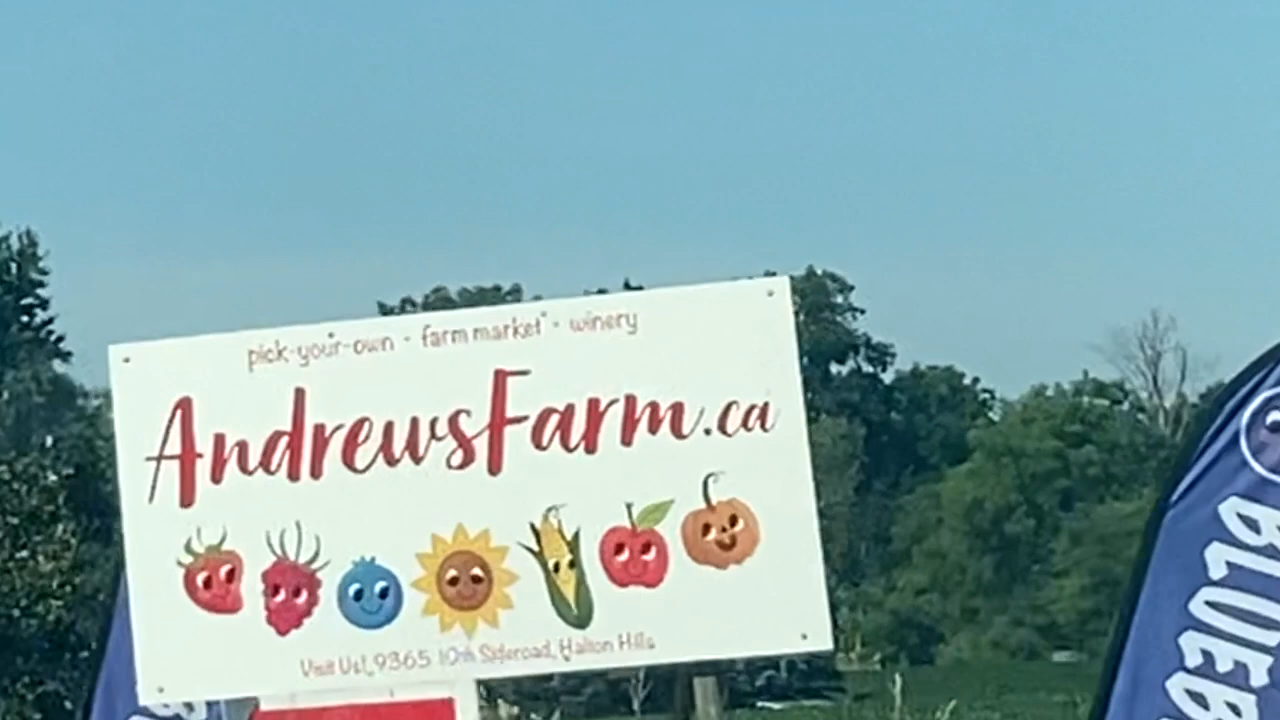 pick-your-own - farm market - winery
AndrewsFarm.ca
Visit Us!, 9365 10th Sideroad, Halton Hills